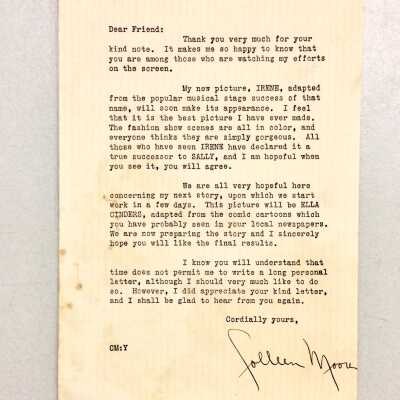 Dear Friend:
Thank you very much for your
kind note. It makes me so happy to know that
you are among those who are watching my efforts
on the screen.
My new picture, IRENE, adapted
from the popular musical stage success of that
name, will soon make its appearance. I feel
that it is the best picture I have ever made.
The fashion show scenes are all in color, and
everyone thinks they are simply gorgeous. All
those who have seen IRENE have declared it a
true successor to SALLY, and I am hopeful when
you see it, you will agree.
We are all very hopeful here
concerning my next story, upon which we start
work in a few days. This picture will be ELLA
CINDERS, adapted from the comic cartoons which
you have probably seen in your local newspapers.
We are now preparing the story and I sincerely
hope you will like the final results.
I know you will understand that
time does not permit me to write a long personal
letter, although I should very much like to do
so. However, I did appreciate your kind letter,
and I shall be glad to hear from you again.
Cordially yours,
Colleen Moore
CM:Y